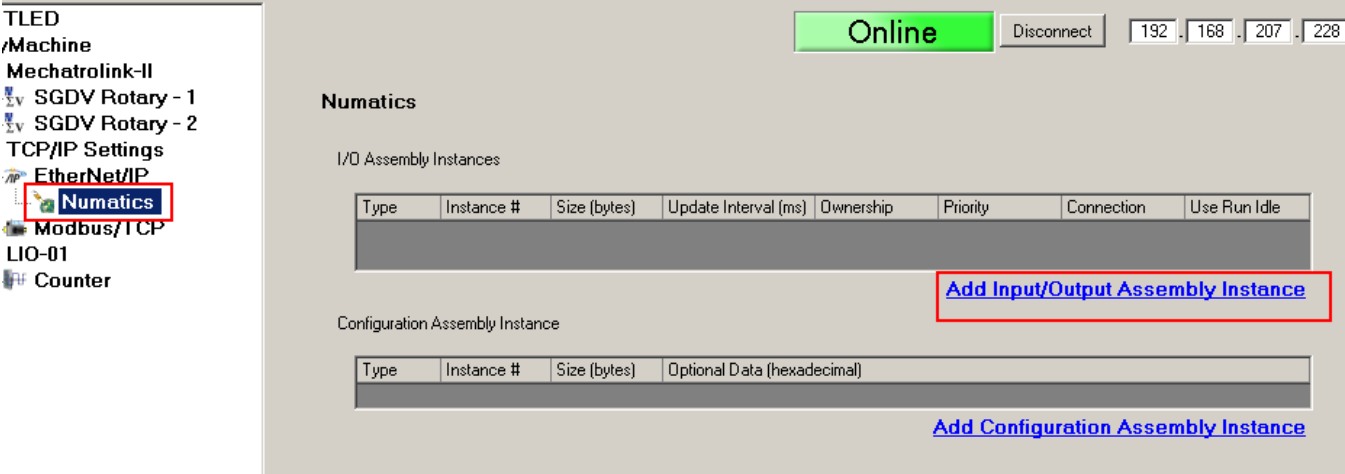 TLED
/Machine
Mechatrolink-II
SGDV Rotary - 1
SGDV Rotary - 2
TCP/IP Settings
EtherNet/IP
Numatics
Modbus/TCP
LIO-01
Counter
Online
Disconnect
192 . 168 . 207 . 228
Numatics
I/O Assembly Instances
Type Instance # Size (bytes) Update Interval (ms) Ownership Priority Connection Use Run Idle
Add Input/Output Assembly Instance
Configuration Assembly Instance
Type Instance # Size (bytes) Optional Data (hexadecimal)
Add Configuration Assembly Instance